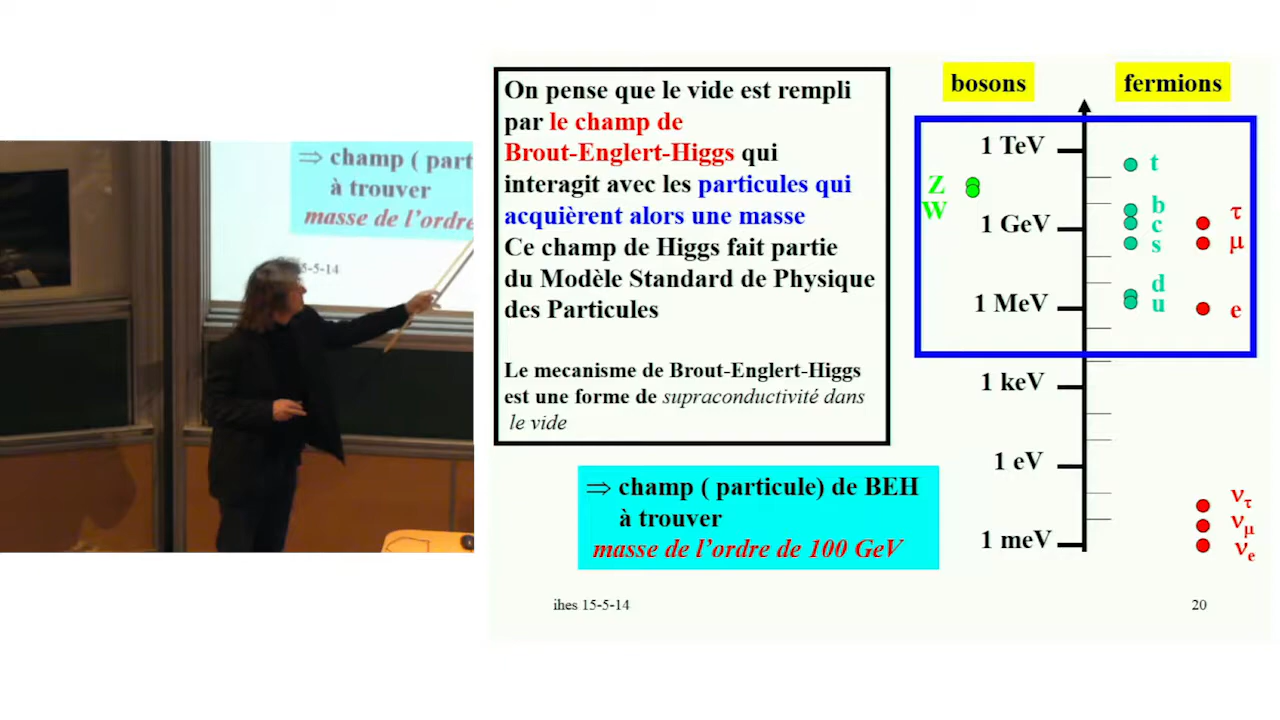 ⇒ champ ( part
à trouver
masse de l'ordre
5-5-14
On pense que le vide est rempli
par le champ de
Brout-Englert-Higgs qui
interagit avec les particules qui
acquièrent alors une masse
Ce champ de Higgs fait partie
du Modèle Standard de Physique
des Particules
Le mecanisme de Brout-Englert-Higgs
est une forme de supraconductivité dans
le vide
⇒ champ ( particule) de BEH
à trouver
masse de l'ordre de 100 GeV
bosons
fermions
1 TeV
t
Z
W
b
τ
1 GeV
c
s
μ
d
1 MeV
u
e
1 keV
1 eV
ντ
νμ
1 meV
νe
ihes 15-5-14
20